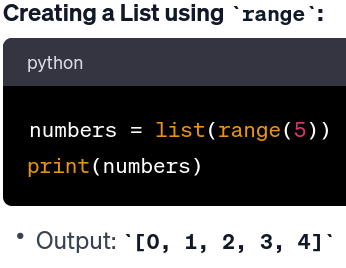 Creating a List using `range`:
python
numbers = list(range(5))
print(numbers)
• Output: `[0, 1, 2, 3, 4]`